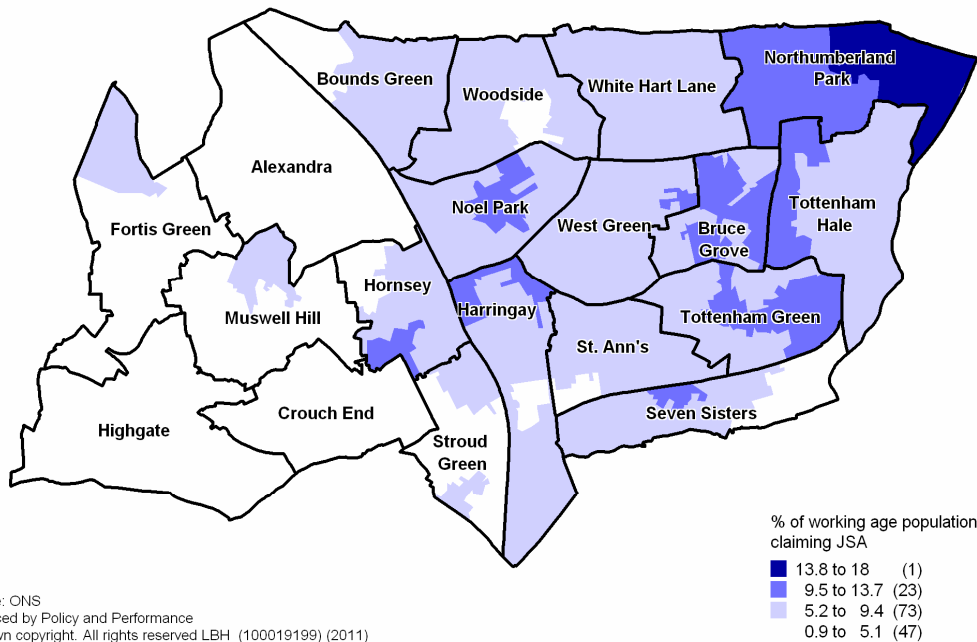 Northumberland
Park
Bounds Green
Woodside
White Hart Lane
Alexandra
Noel Park
West Green
Bruce
Grove
Tottenham
Hale
Fortis Green
Hornsey
Muswell Hill
Harringay
Tottenham Green
St. Ann's
Crouch End
Seven Sisters
Highgate
Stroud
Green
% of working age population
claiming JSA
13.8 to 18 (1)
9.5 to 13.7 (23)
5.2 to 9.4 (73)
0.9 to 5.1 (47)
: ONS
ced by Policy and Performance
n copyright. All rights reserved LBH (100019199) (2011)